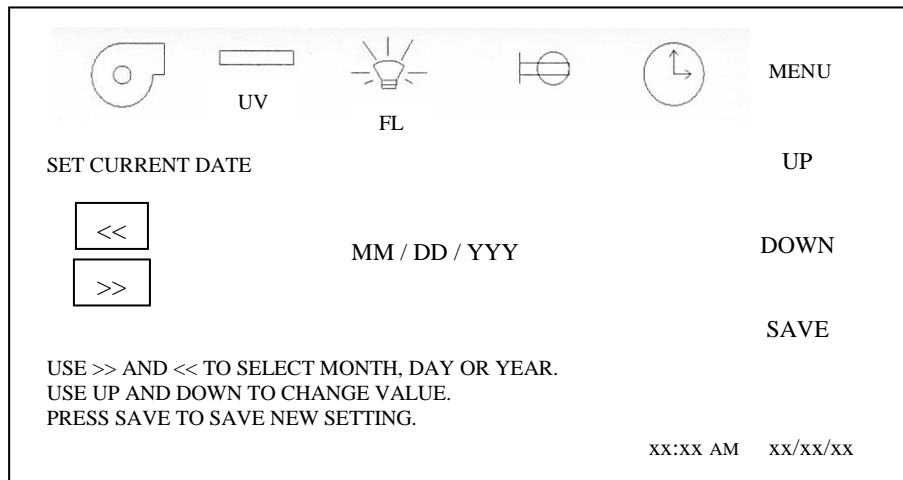 MENU
UV
FL
SET CURRENT DATE
UP
<<
MM / DD / YYY
DOWN
>>
SAVE
USE >> AND << TO SELECT MONTH, DAY OR YEAR.
USE UP AND DOWN TO CHANGE VALUE.
PRESS SAVE TO SAVE NEW SETTING.
xx:xx AM xx/xx/xx